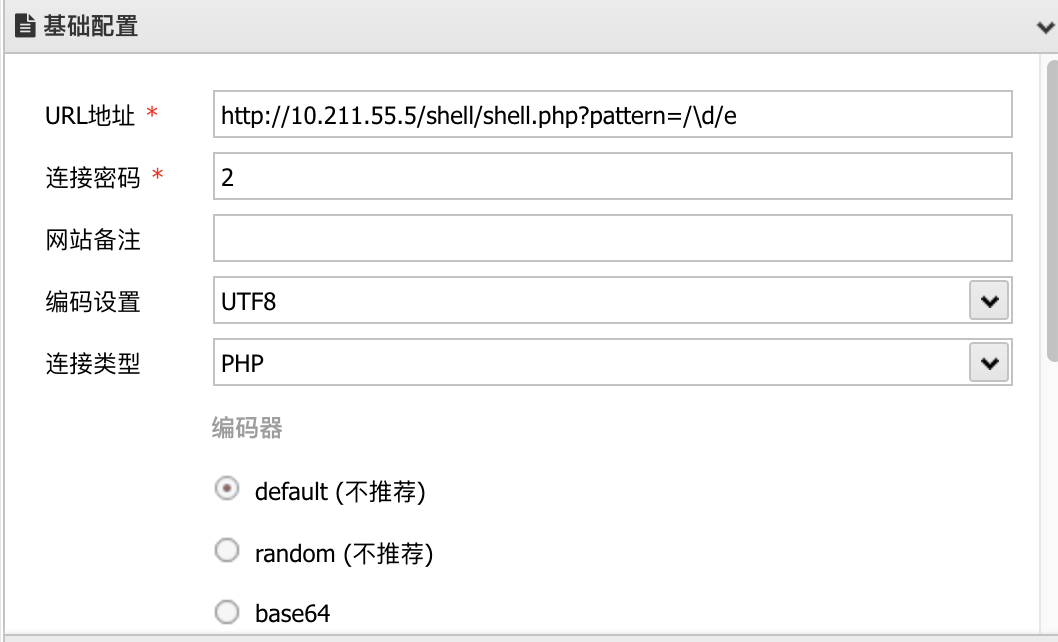 基础配置
URL地址 * http://10.211.55.5/shell/shell.php?pattern=/\d/e
连接密码 * 2
网站备注
编码设置 UTF8
连接类型 PHP
编码器
default (不推荐)
random (不推荐)
base64